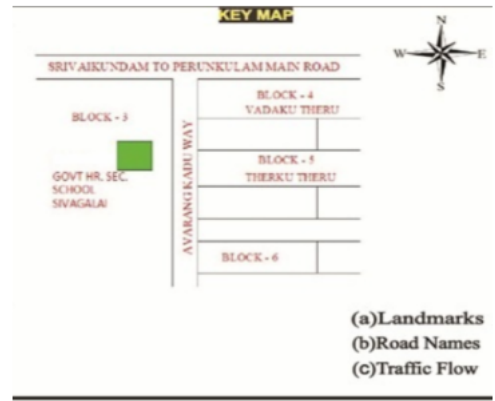 KEY MAP
N
W
E
S
SRIVAIKUNDAM TO PERUNKULAM MAIN ROAD
BLOCK - 3
BLOCK - 4
VADAKU THERU
AVARANG KADU WAY
BLOCK - 5
THERKU THERU
GOVT HR. SEC.
SCHOOL
SIVAGALAI
BLOCK - 6
(a)Landmarks
(b)Road Names
(c)Traffic Flow